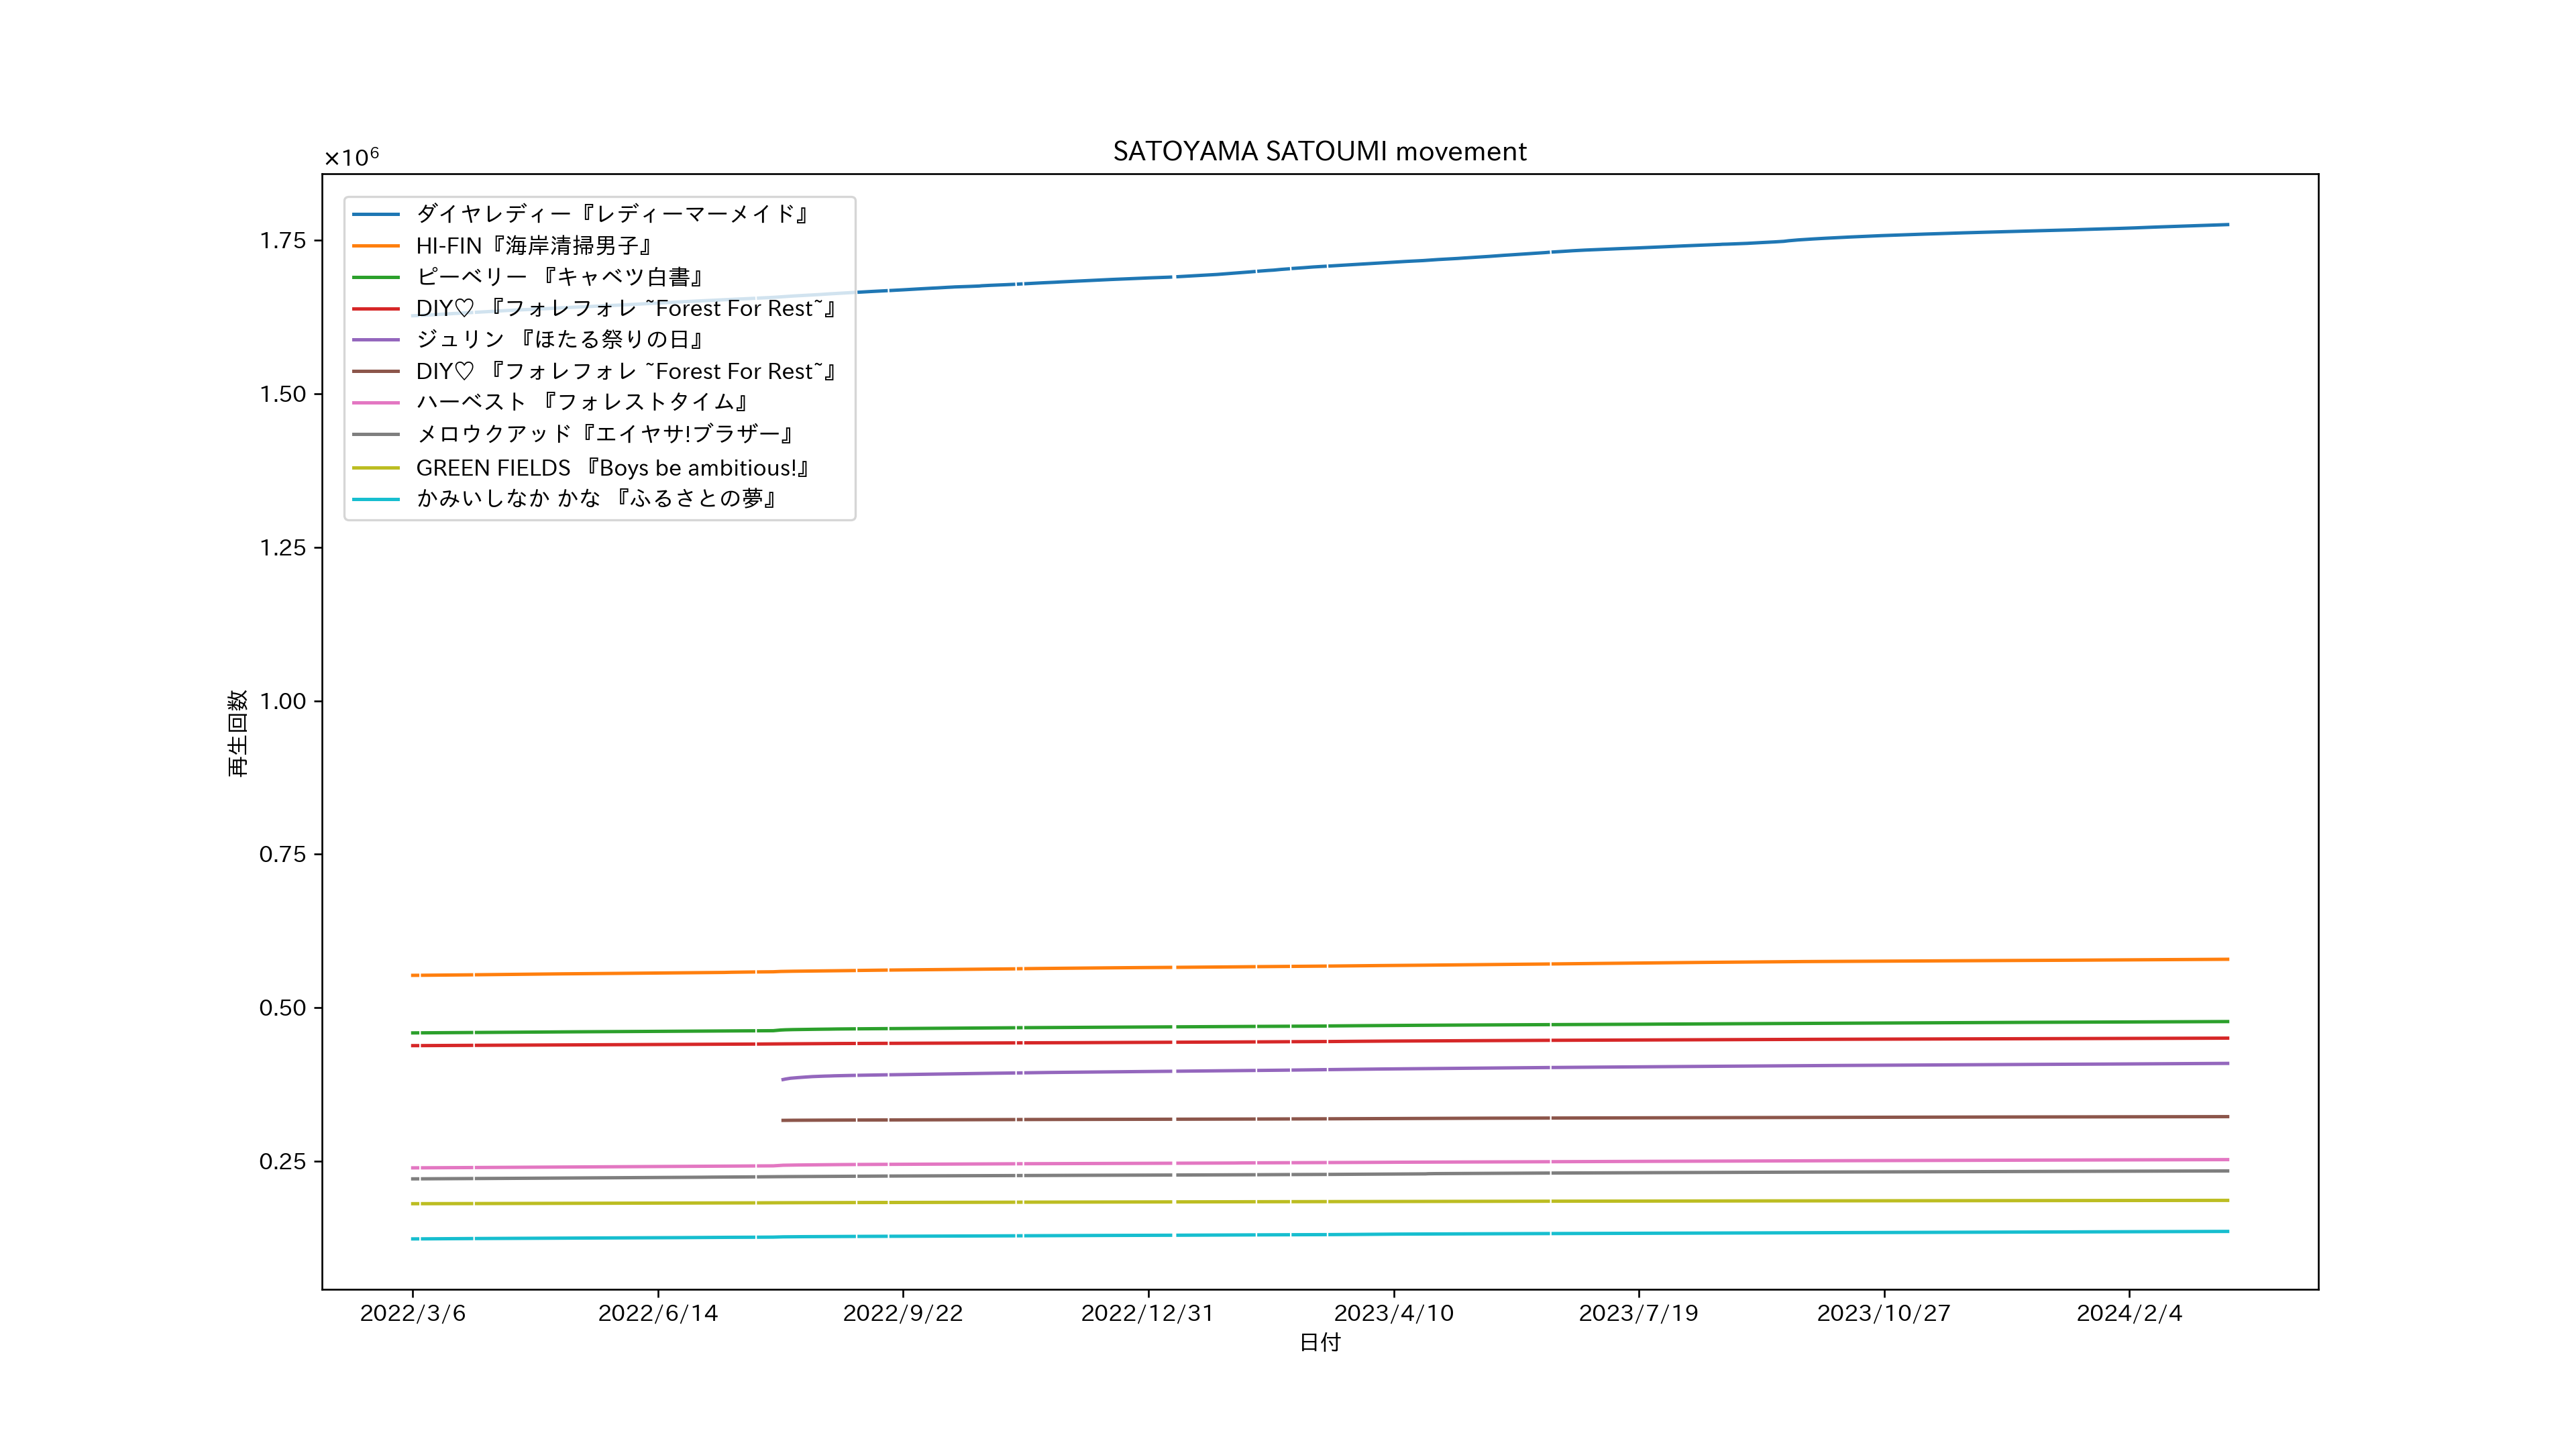 SATOYAMA SATOUMI movement
×10⁶
ダイヤレディー『レディーマーメイド』
HI-FIN『海岸清掃男子』
ピーベリー 『キャベツ白書』
DIY♡ 『フォレフォレ ~Forest For Rest~』
ジュリン 『ほたる祭りの日』
DIY♡ 『フォレフォレ ~Forest For Rest~』
ハーベスト 『フォレストタイム』
メロウクアッド『エイヤサ!ブラザー』
GREEN FIELDS 『Boys be ambitious!』
かみいしなか かな 『ふるさとの夢』
1.75
1.50
1.25
1.00
0.75
0.50
0.25
再生回数
2022/3/6 2022/6/14 2022/9/22 2022/12/31 2023/4/10 2023/7/19 2023/10/27 2024/2/4
日付